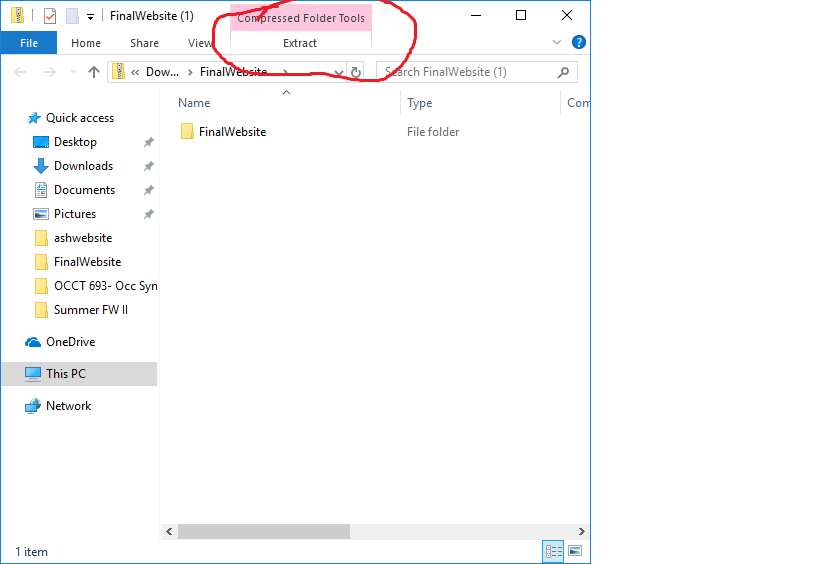 FinalWebsite (1)
Compressed Folder Tools
File Home Share View Extract
Dow... FinalWebsite Search FinalWebsite (1)
Name Type Com
FinalWebsite File folder
Quick access
Desktop
Downloads
Documents
Pictures
ashwebsite
FinalWebsite
OCCT 693- Occ Syn
Summer FW II
OneDrive
This PC
Network
1 item